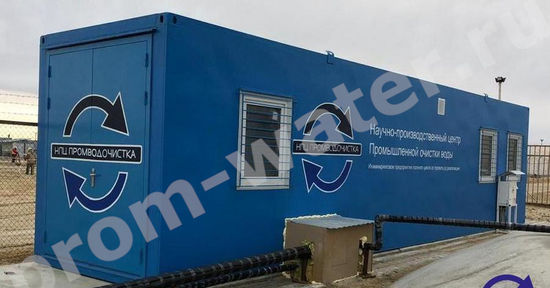 НПЦ ПРОМВОДОЧИСТКА
НПЦ ПРОМВОДОЧИСТКА
Научно-производственный центр
Промышленной очистки воды
prom-water.ru